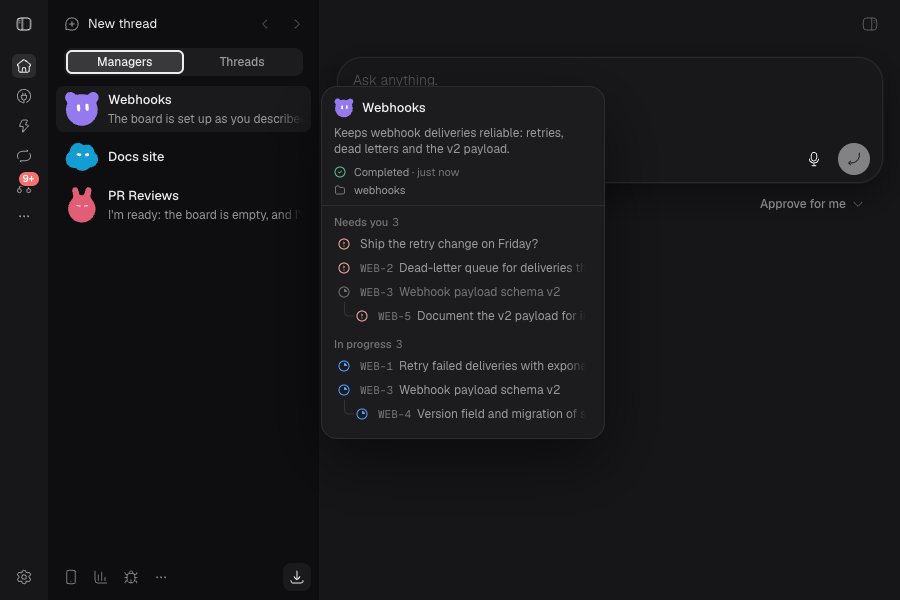 New thread
Managers
Threads
Webhooks
The board is set up as you describe
Docs site
PR Reviews
I'm ready: the board is empty, and I'
9+
Ask anything.
Approve for me
Webhooks
Keeps webhook deliveries reliable: retries,
dead letters and the v2 payload.
Completed · just now
webhooks
Needs you 3
Ship the retry change on Friday?
WEB-2 Dead-letter queue for deliveries
WEB-3 Webhook payload schema v2
WEB-5 Document the v2 payload for
In progress 3
WEB-1 Retry failed deliveries with expone
WEB-3 Webhook payload schema v2
WEB-4 Version field and migration of